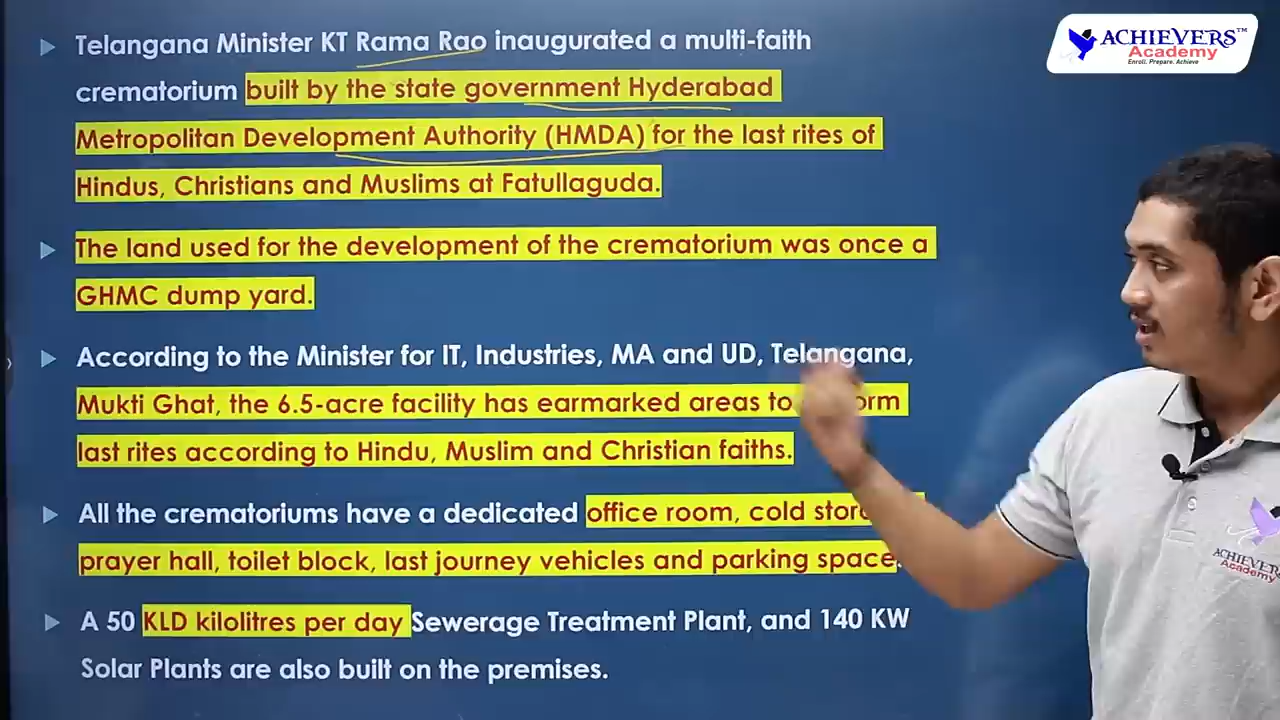 Telangana Minister KT Rama Rao inaugurated a multi-faith
crematorium built by the state government Hyderabad
Metropolitan Development Authority (HMDA) for the last rites of
Hindus, Christians and Muslims at Fatullaguda.
The land used for the development of the crematorium was once a
GHMC dump yard.
According to the Minister for IT, Industries, MA and UD, Telangana,
Mukti Ghat, the 6.5-acre facility has earmarked areas to
last rites according to Hindu, Muslim and Christian faiths.
All the crematoriums have a dedicated office room, cold
prayer hall, toilet block, last journey vehicles and parking space.
A 50 KLD kilolitres per day Sewerage Treatment Plant, and 140 KW
Solar Plants are also built on the premises.
ACHIEVERS™
Academy
Enroll. Prepare. Achieve
ACHIEVERS
Academy